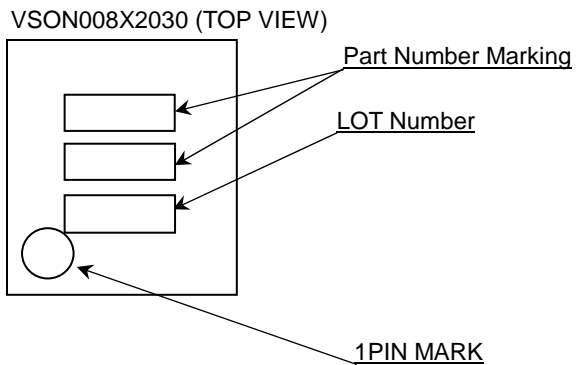 VSON008X2030 (TOP VIEW)
Part Number Marking
LOT Number
1PIN MARK